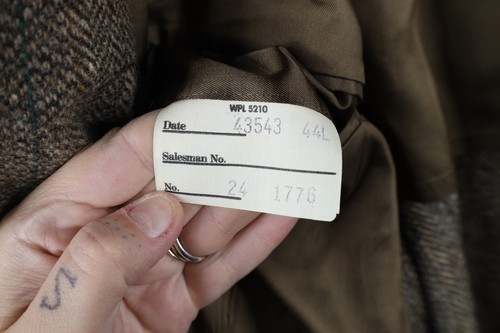 WPL 5210
Date 43543 44L
Salesman No.
No. 24 1776